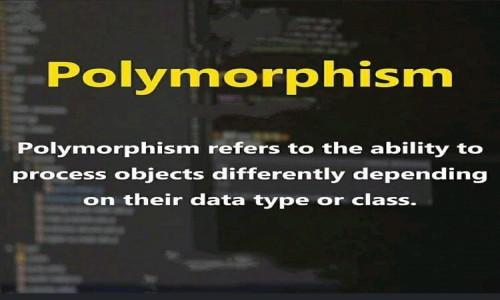 Polymorphism
Polymorphism refers to the ability to
process objects differently depending
on their data type or class.